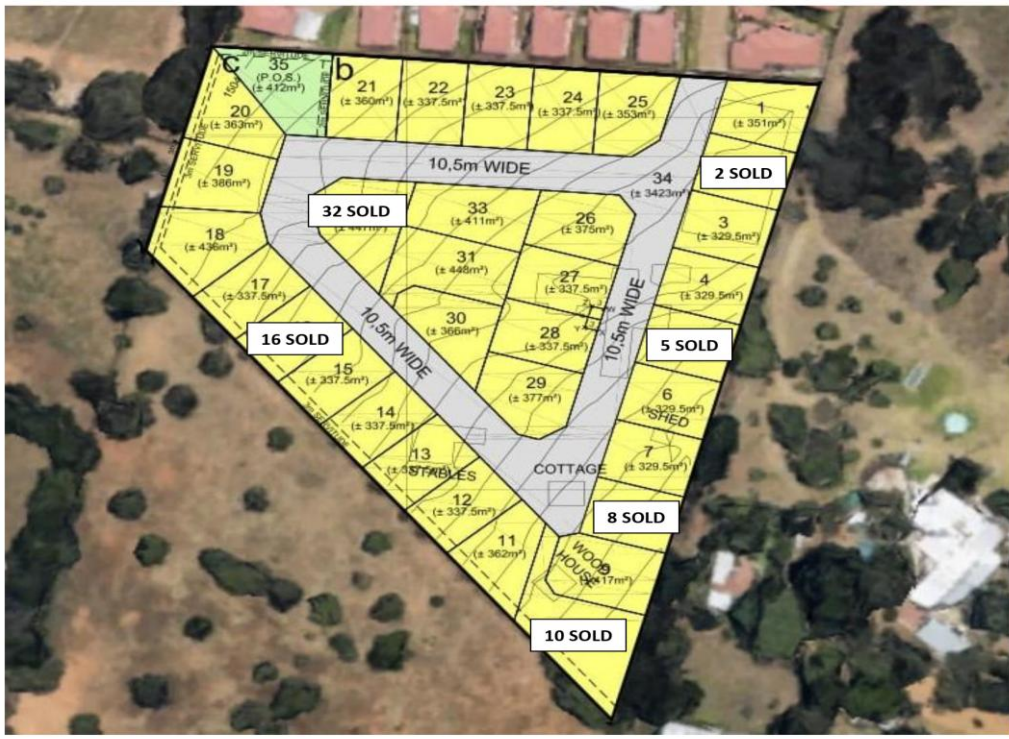 C
35
(P.O.S.)
(± 412m²)
b
21
(± 360m²)
22
(± 337.5m²)
23
(± 337.5m²)
24
(± 337.5m²)
25
(± 353m²)
1
(± 351m²)
20
(± 363m²)
10,5m WIDE
34
(± 3423m²)
2 SOLD
19
(± 386m²)
32 SOLD
33
(± 411m²)
26
(± 375m²)
3
(± 329.5m²)
18
(± 436m²)
31
(± 448m²)
27
(± 337.5m²)
4
(± 329.5m²)
17
(± 337.5m²)
10,5m WIDE
30
(± 366m²)
28
(± 337.5m²)
10,5m WIDE
5 SOLD
16 SOLD
15
(± 337.5m²)
29
(± 377m²)
6
(± 329.5m²)
SHED
14
(± 337.5m²)
3m SERVITUDE
13
STABLES
COTTAGE
7
(± 329.5m²)
12
(± 337.5m²)
8 SOLD
11
(± 362m²)
WOOD
HOUSE
9
10 SOLD